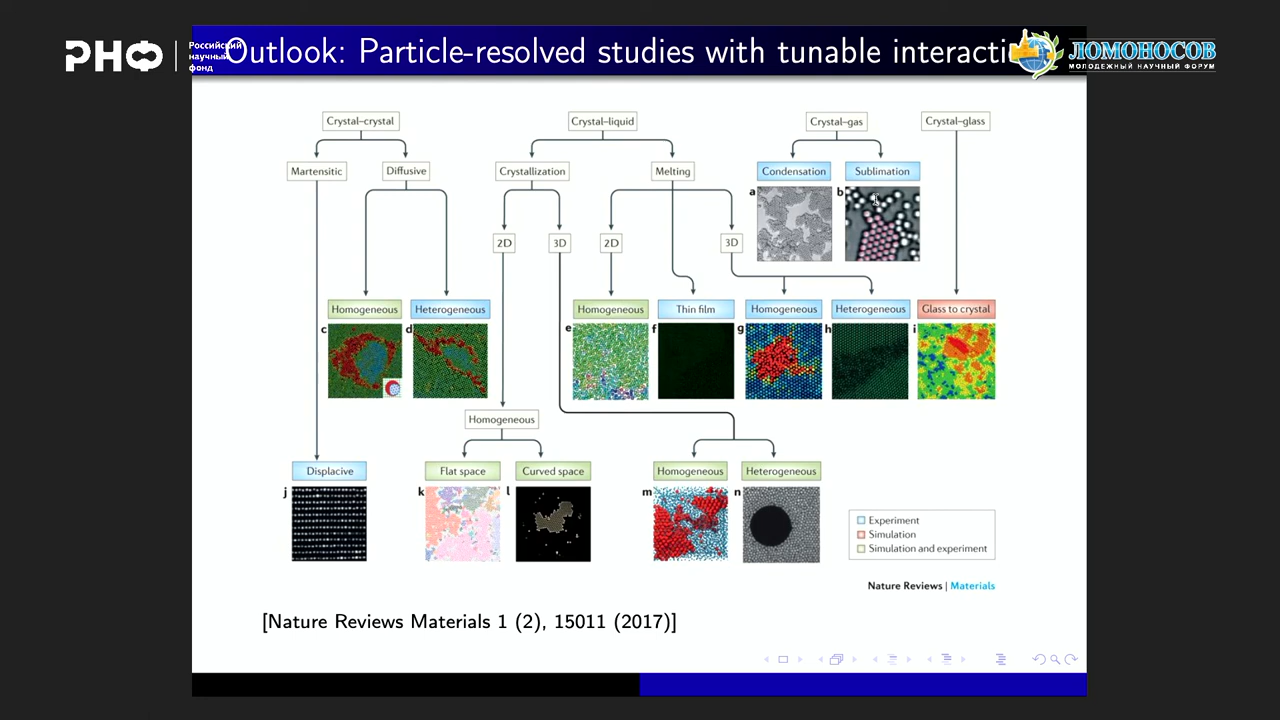 РНФ
Российский
научный
фонд
Outlook: Particle-resolved studies with tunable interacti
ЛОМОНОСОВ
МОЛОДЕЖНЫЙ НАУЧНЫЙ ФОРУМ
Crystal–crystal
Crystal–liquid
Crystal–gas
Crystal–glass
Martensitic
Diffusive
Crystallization
Melting
Condensation
Sublimation
a
b
2D
3D
2D
3D
Homogeneous
Heterogeneous
Homogeneous
Thin film
Homogeneous
Heterogeneous
Glass to crystal
c
d
e
f
g
h
i
Homogeneous
Displacive
Flat space
Curved space
Homogeneous
Heterogeneous
j
k
l
m
n
Experiment
Simulation
Simulation and experiment
Nature Reviews | Materials
[Nature Reviews Materials 1 (2), 15011 (2017)]